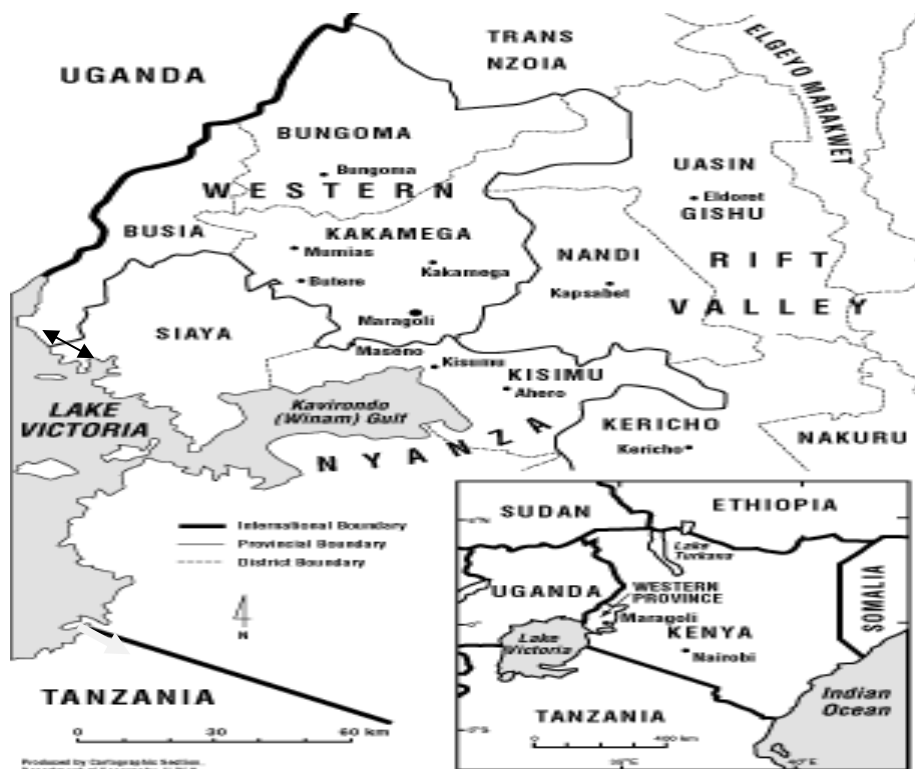 TRANS
NZOIA
UGANDA
ELGEYO MARAKWET
BUNGOMA
Bungoma
UASIN
WESTERN
Eldoret
GISHU
BUSIA
KAKAMEGA
Mumias
Kakamega
NANDI
RIFT
Butere
Kapsabet
VALLEY
Maragoli
SIAYA
Maseno
Kisumu
KISIMU
Ahero
LAKE
VICTORIA
Kavirondo
(Winam) Gulf
KERICHO
Kericho
NAKURU
NYANZA
International Boundary
Provincial Boundary
District Boundary
N
TANZANIA
0 30 60 km
Produced by Cartographic Section,
SUDAN
ETHIOPIA
Lake
Turkana
UGANDA
WESTERN
PROVINCE
Maragoli
KENYA
SOMALIA
Lake
Victoria
Nairobi
Indian
Ocean
TANZANIA
0 400 km